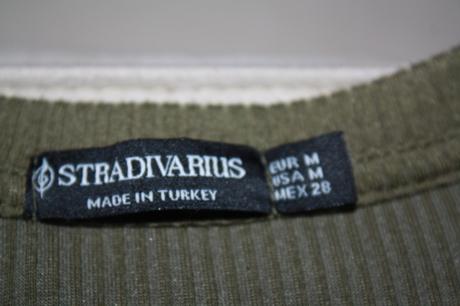 STRADIVARIUS
MADE IN TURKEY
EUR M
USA M
MEX 28